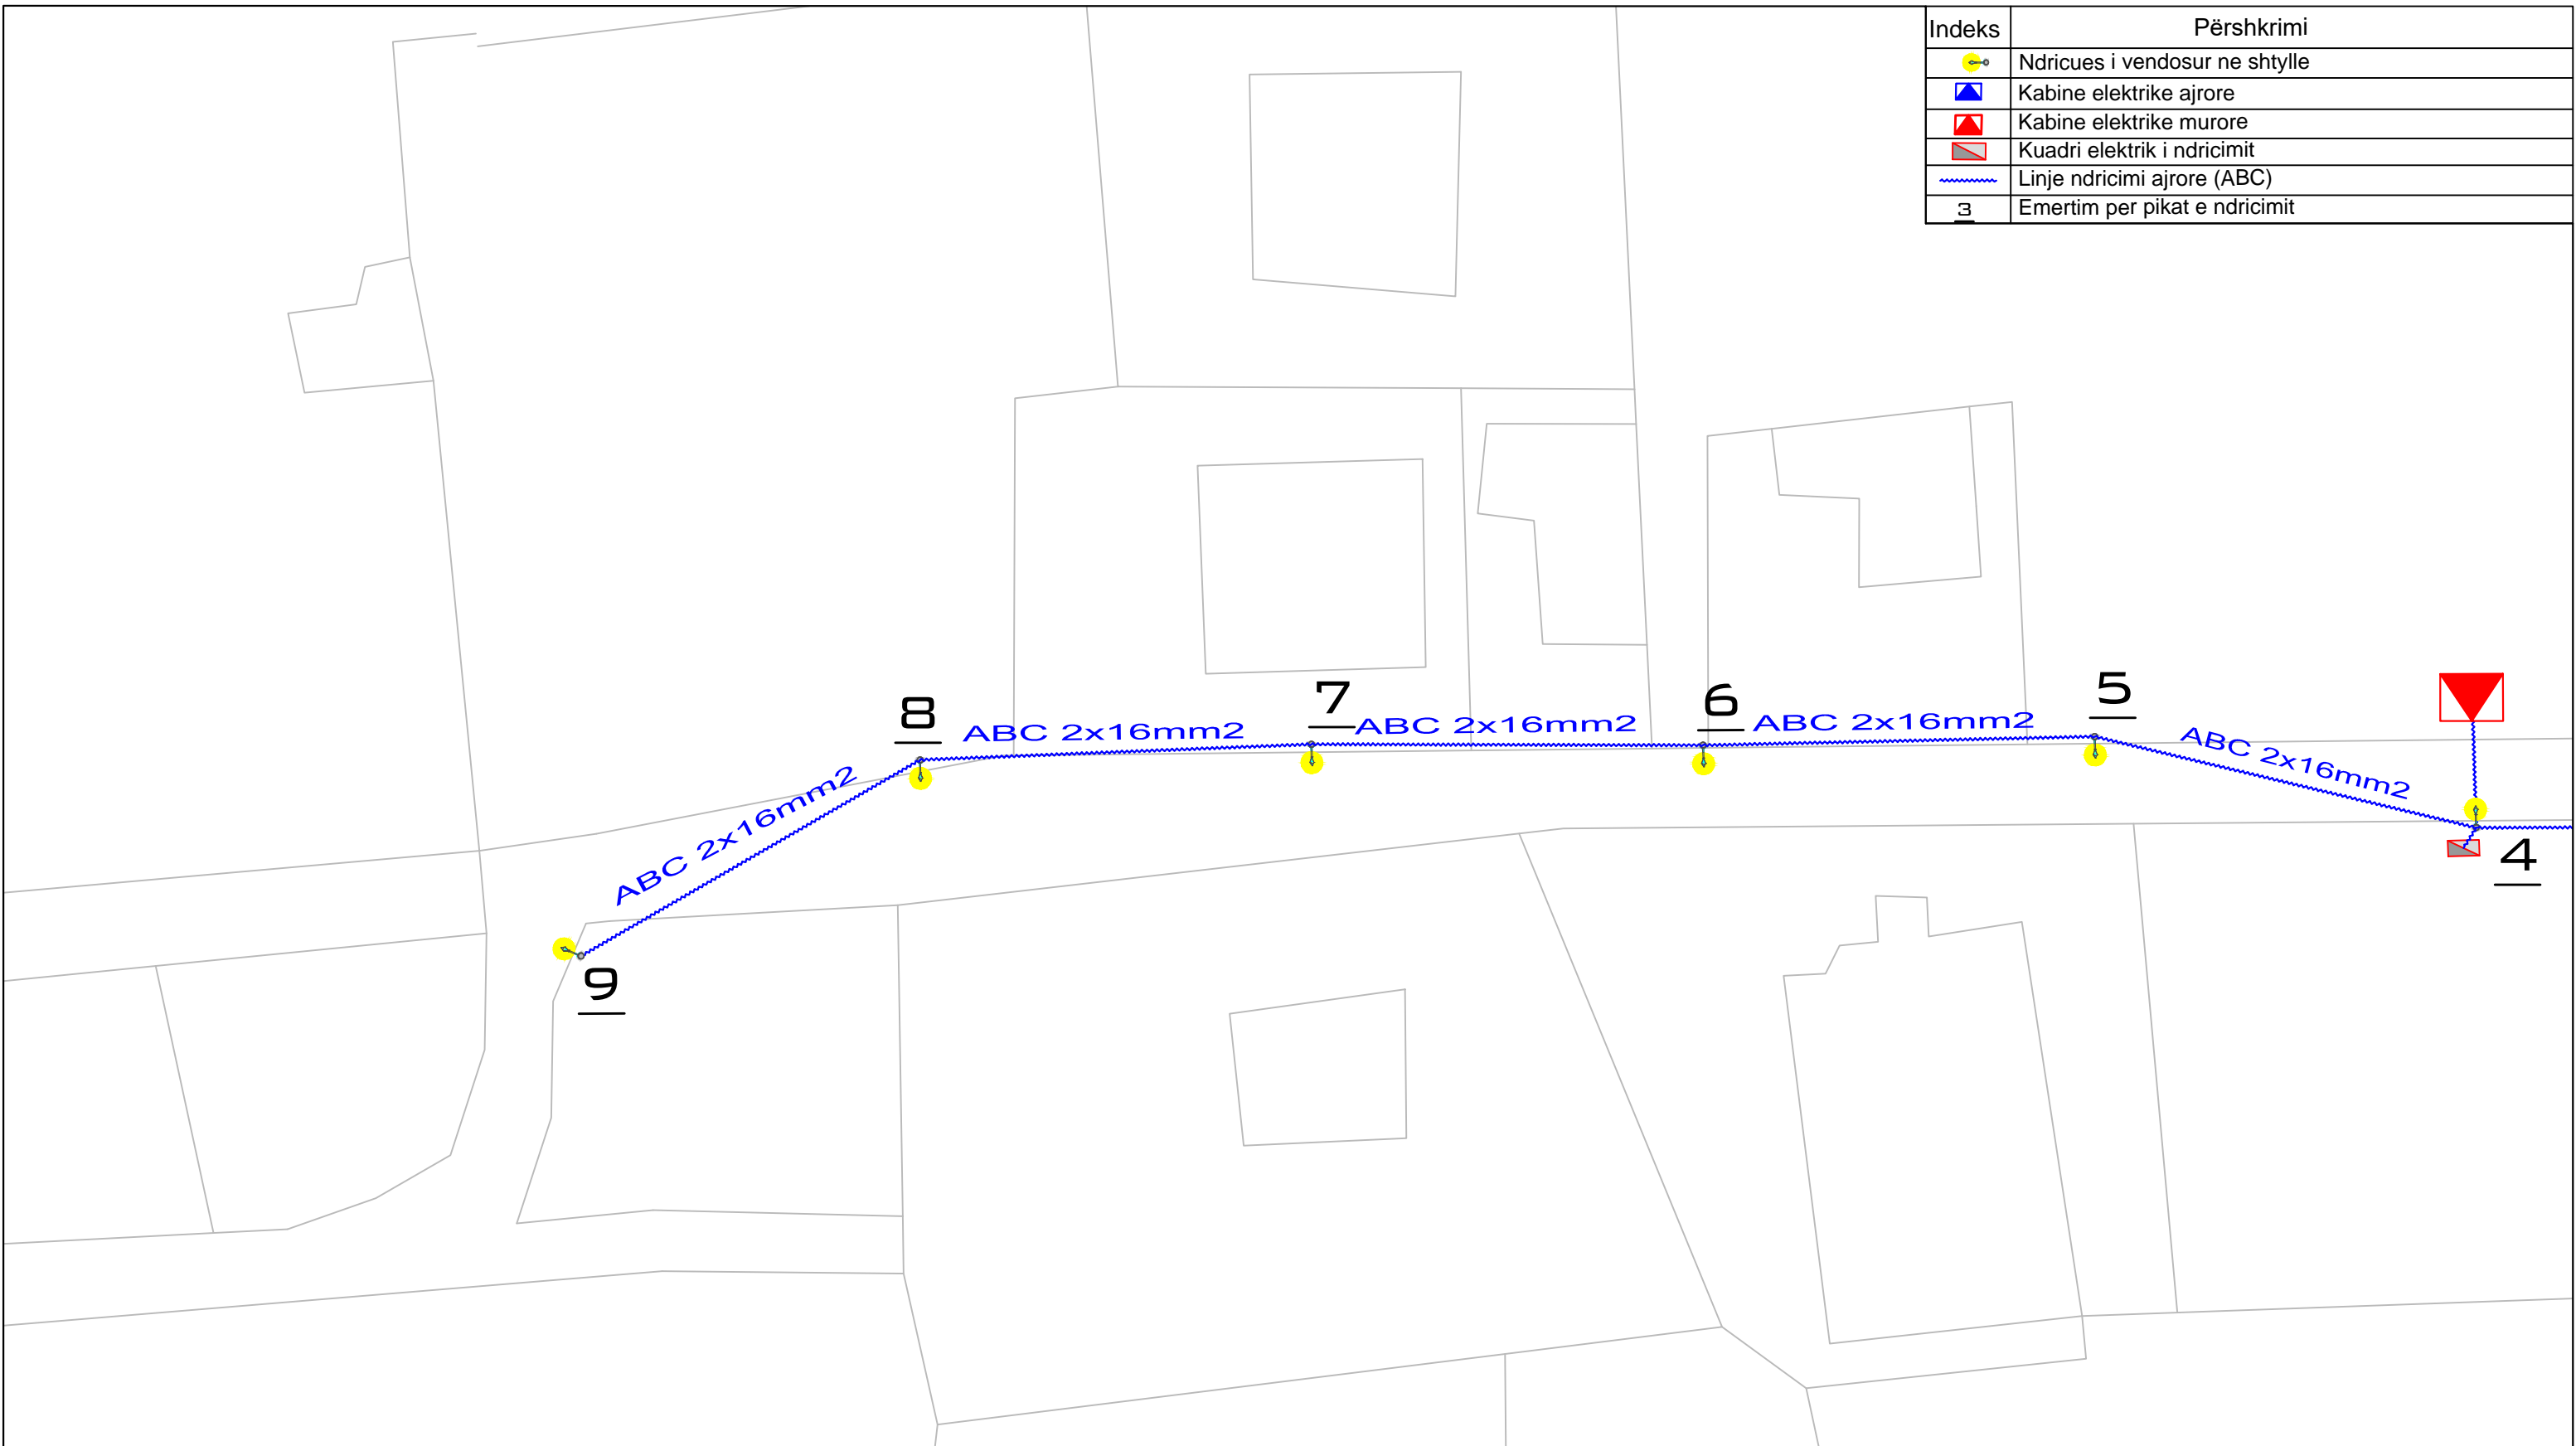 Indeks Përshkrimi
Ndricues i vendosur ne shtylle
Kabine elektrike ajrore
Kabine elektrike murore
Kuadri elektrik i ndricimit
Linje ndricimi ajrore (ABC)
3 Emertim per pikat e ndricimit
8
7
6
5
ABC 2x16mm2
ABC 2x16mm2
ABC 2x16mm2
ABC 2x16mm2
ABC 2x16mm2
4
9